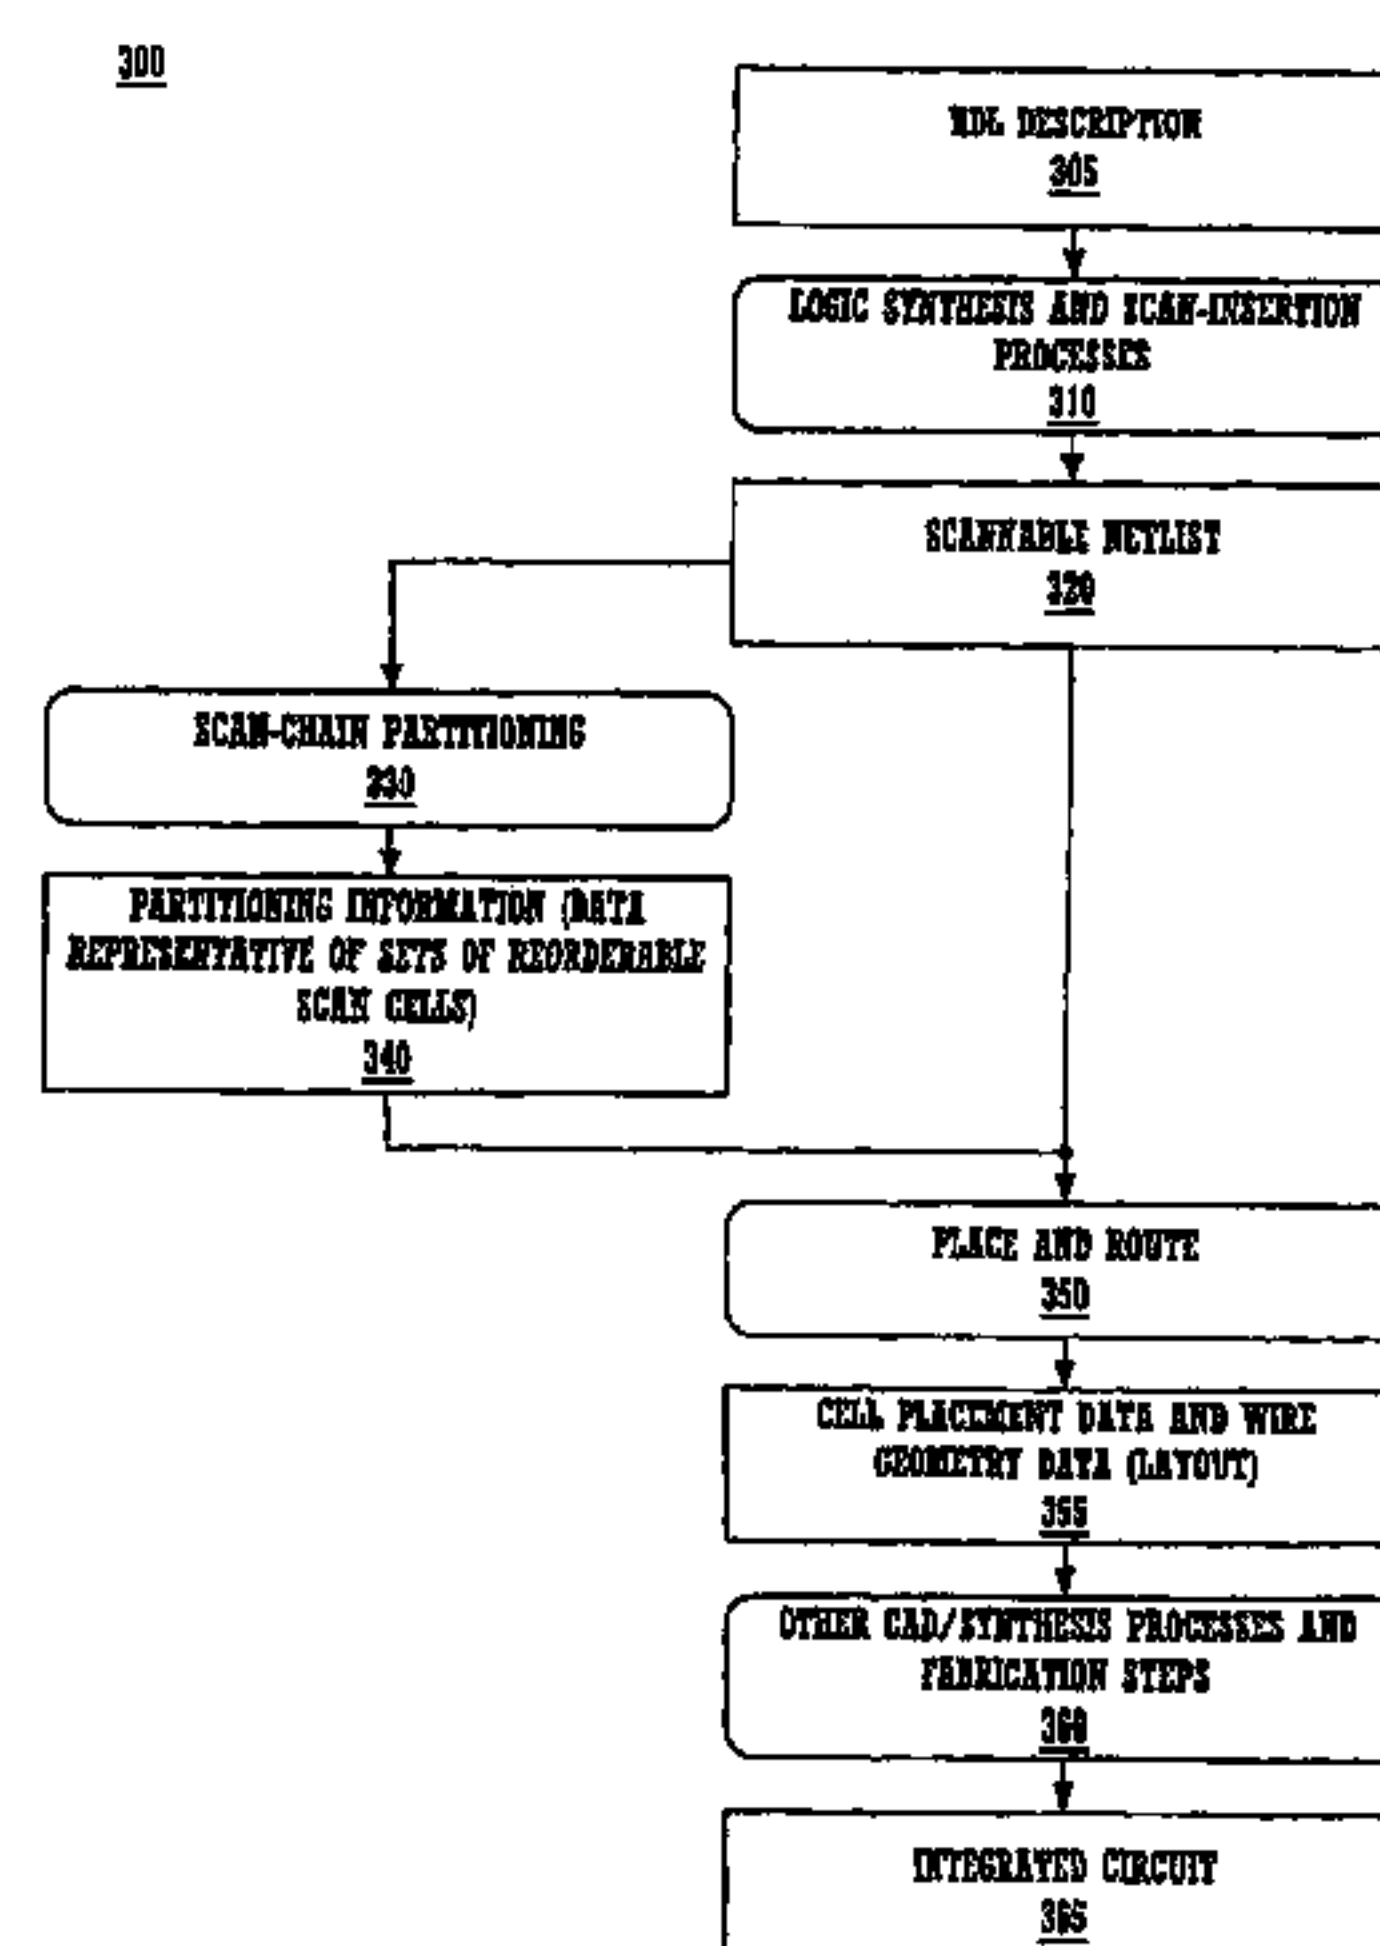 300
HDL DESCRIPTION
305
LOGIC SYNTHESIS AND SCAN-INSERTION
PROCESSES
310
SCANNABLE NETLIST
320
SCAN-CHAIN PARTITIONING
330
PARTITIONING INFORMATION (DATA
REPRESENTATIVE OF SETS OF REORDERABLE
SCAN CELLS)
340
PLACE AND ROUTE
350
CELL PLACEMENT DATA AND WIRE
GEOMETRY DATA (LAYOUT)
355
OTHER CAD/SYNTHESIS PROCESSES AND
FABRICATION STEPS
360
INTEGRATED CIRCUIT
365